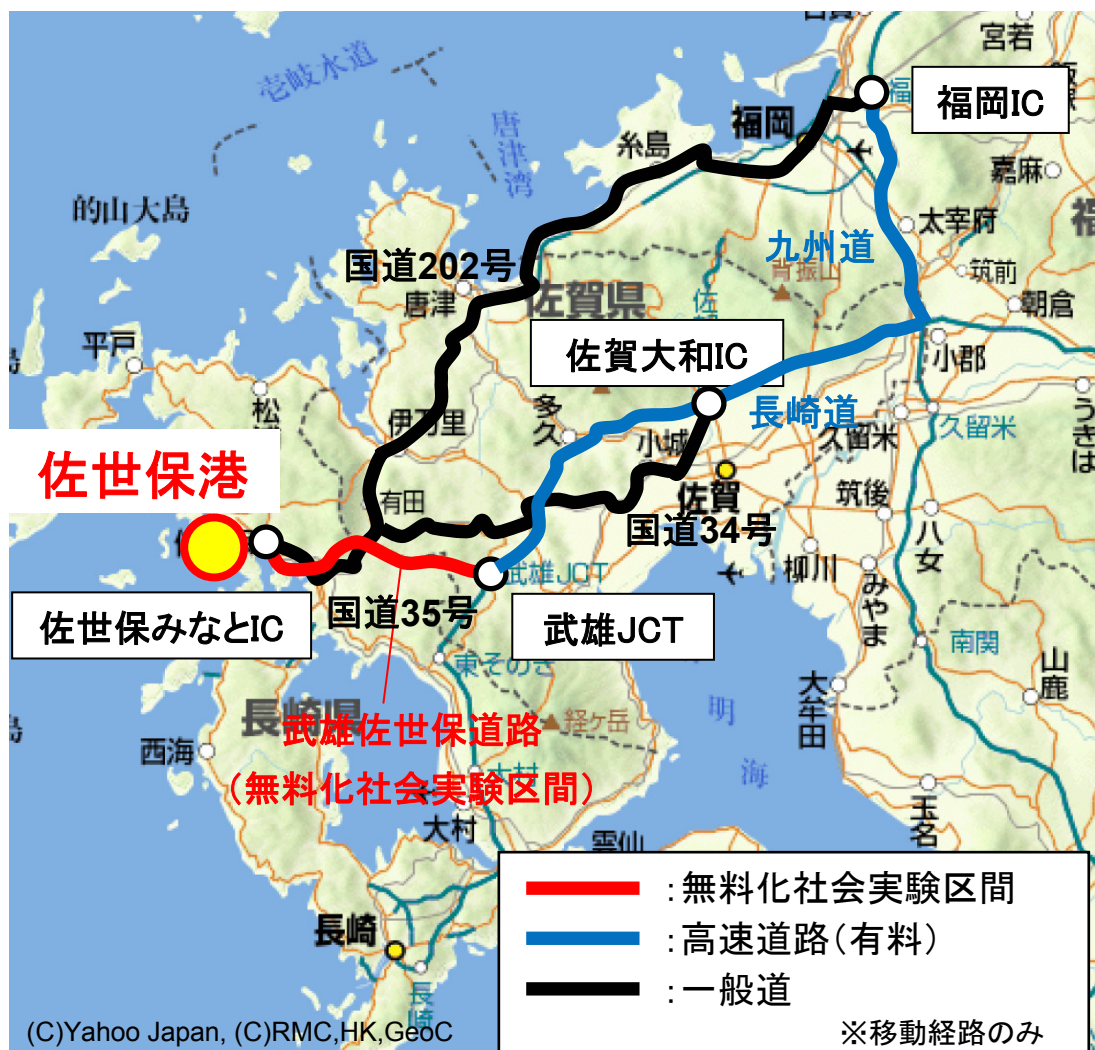 宮若
壱岐水道
福岡IC
福岡
唐津湾
糸島
嘉麻
的山大島
太宰府
九州道
国道202号
脊振山
筑前
唐津
佐賀県
朝倉
平戸
佐賀大和IC
小郡
伊万里
多久
長崎道
小城
久留米
久留米
うきは
佐世保港
佐賀
有田
筑後
国道34号
八女
柳川
武雄JCT
みやま
佐世保みなとIC
国道35号
武雄JCT
南関
東そのぎ
山鹿
大牟田
長崎県
武雄佐世保道路
経ヶ岳
明
海
西海
(無料化社会実験区間)
大村
大村
玉名
雲仙
:無料化社会実験区間
長崎
:高速道路(有料)
:一般道
長崎
(C)Yahoo Japan, (C)RMC,HK,GeoC
※移動経路のみ